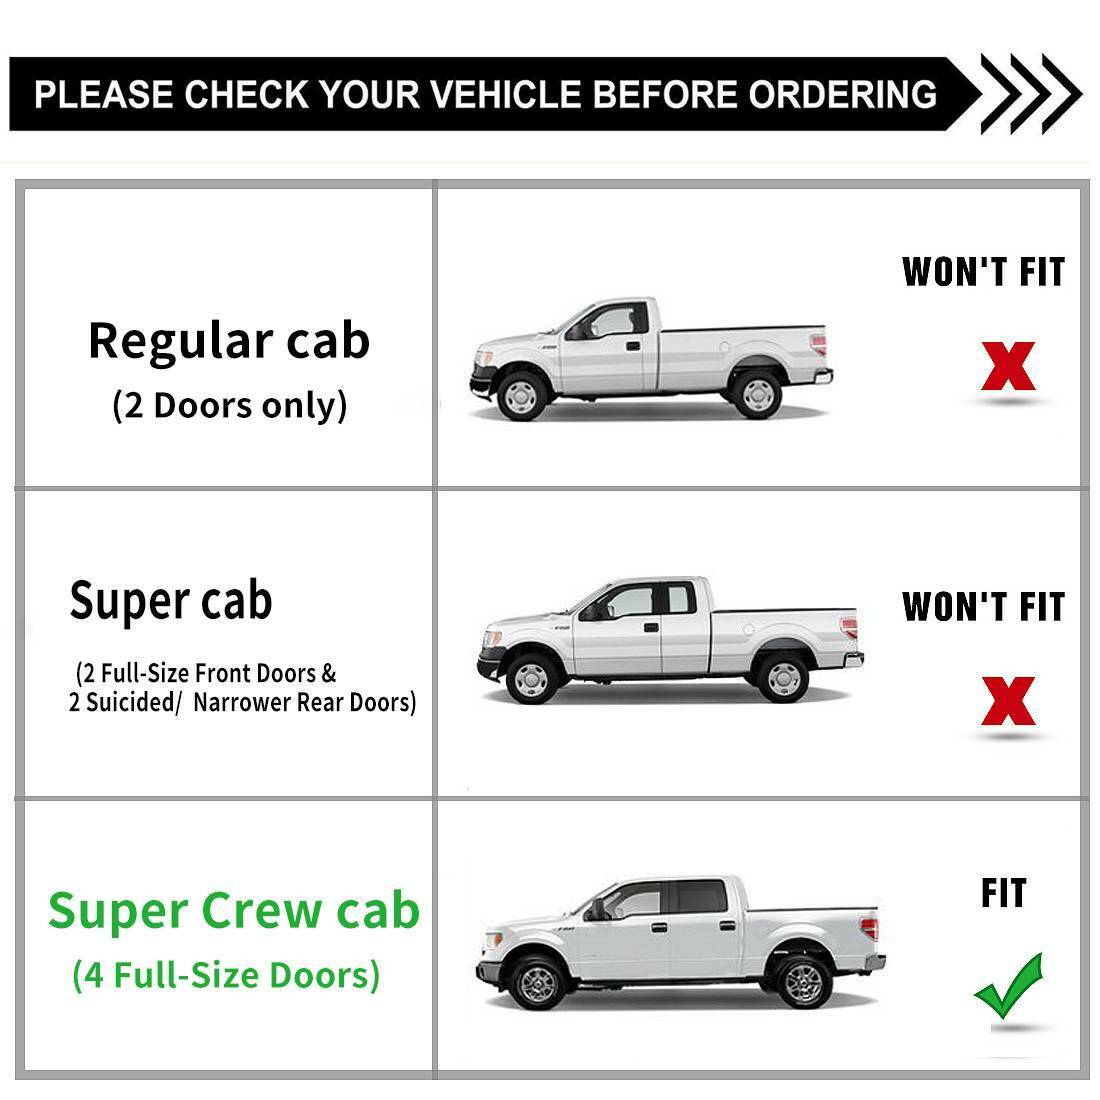 PLEASE CHECK YOUR VEHICLE BEFORE ORDERING
Regular cab
(2 Doors only)
WON'T FIT
X
Super cab
(2 Full-Size Front Doors &
2 Suicided/ Narrower Rear Doors)
WON'T FIT
X
Super Crew cab
(4 Full-Size Doors)
FIT